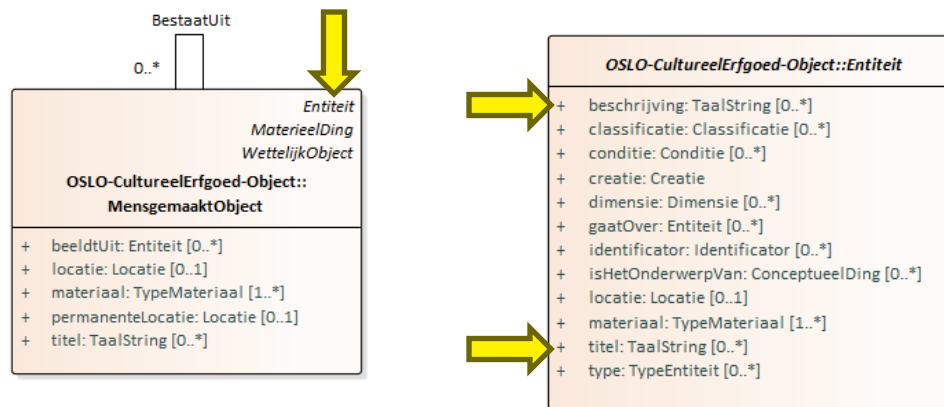 BestaatUit
0..*
Entiteit
MaterieelDing
WettelijkObject
OSLO-CultureelErfgoed-Object::
MensgemaaktObject
+ beeldtUit: Entiteit [0..*]
+ locatie: Locatie [0..1]
+ materiaal: TypeMateriaal [1..*]
+ permanenteLocatie: Locatie [0..1]
+ titel: TaalString [0..*]
OSLO-CultureelErfgoed-Object::Entiteit
+ beschrijving: TaalString [0..*]
+ classificatie: Classificatie [0..*]
+ conditie: Conditie [0..*]
+ creatie: Creatie
+ dimensie: Dimensie [0..*]
+ gaatOver: Entiteit [0..*]
+ identificator: Identificator [0..*]
+ isHetOnderwerpVan: ConceptueelDing [0..*]
+ locatie: Locatie [0..1]
+ materiaal: TypeMateriaal [1..*]
+ titel: TaalString [0..*]
+ type: TypeEntiteit [0..*]